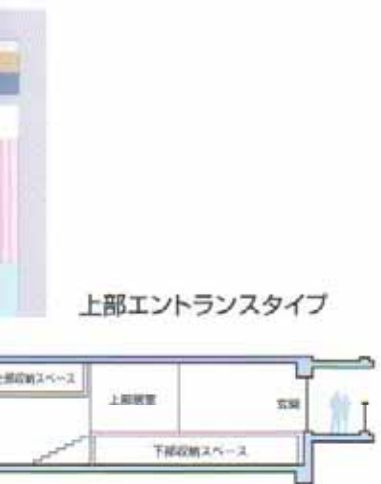 上部エントランスタイプ
上部収納スペース
上部居室
玄関
下部収納スペース